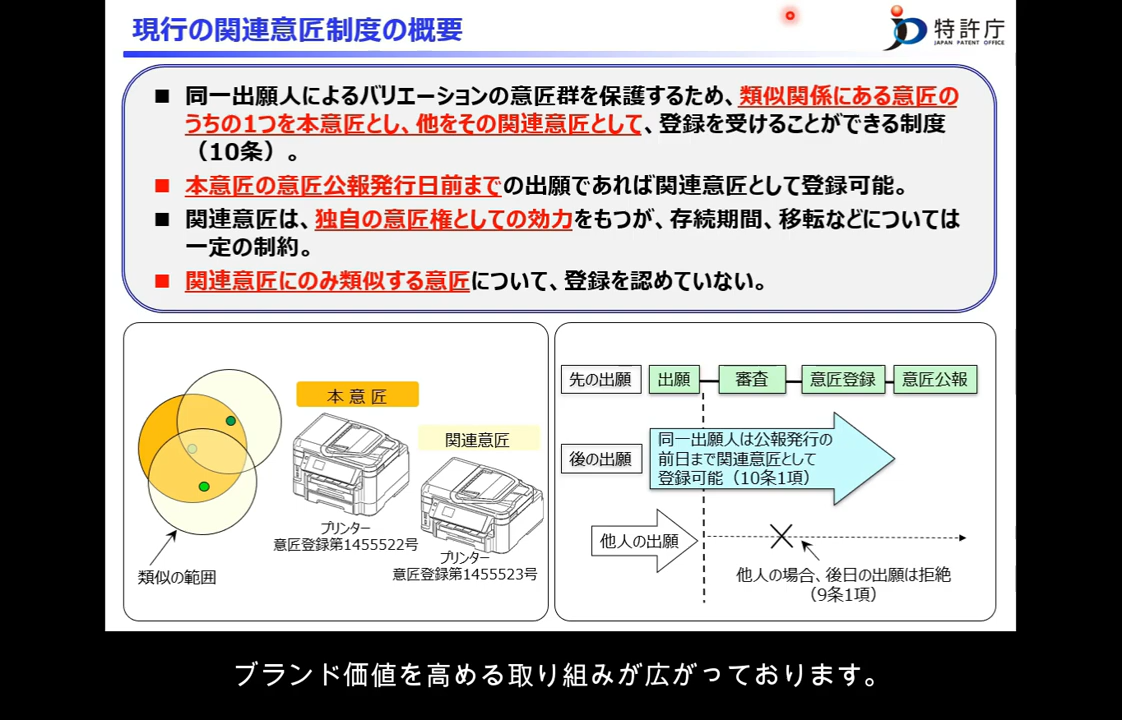 現行の関連意匠制度の概要
特許庁
JAPAN PATENT OFFICE
■ 同一出願人によるバリエーションの意匠群を保護するため、類似関係にある意匠の
うちの1つを本意匠とし、他をその関連意匠として、登録を受けることができる制度
（10条）。
■ 本意匠の意匠公報発行日前までの出願であれば関連意匠として登録可能。
■ 関連意匠は、独自の意匠権としての効力をもつが、存続期間、移転などについては
一定の制約。
■ 関連意匠にのみ類似する意匠について、登録を認めていない。
本意匠
関連意匠
プリンター
意匠登録第1455522号
プリンター
意匠登録第1455523号
類似の範囲
先の出願
出願
審査
意匠登録
意匠公報
後の出願
同一出願人は公報発行の
前日まで関連意匠として
登録可能（10条1項）
他人の出願
他人の場合、後日の出願は拒絶
（9条1項）
ブランド価値を高める取り組みが広がっております。